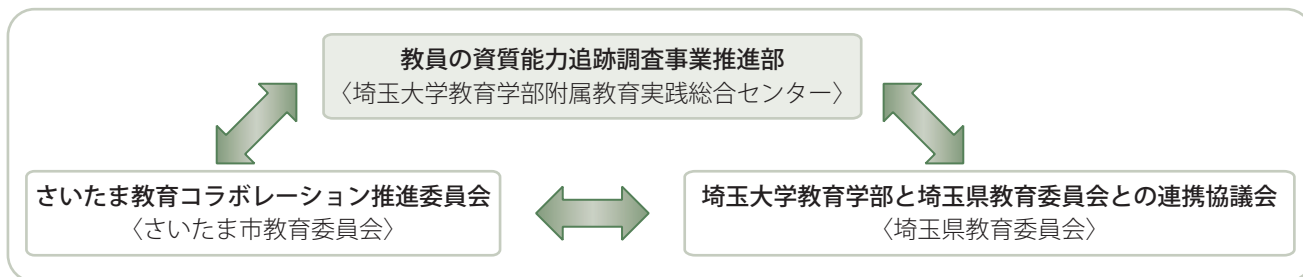 教員の資質能力追跡調査事業推進部
〈埼玉大学教育学部附属教育実践総合センター〉
さいたま教育コラボレーション推進委員会
〈さいたま市教育委員会〉
埼玉大学教育学部と埼玉県教育委員会との連携協議会
〈埼玉県教育委員会〉